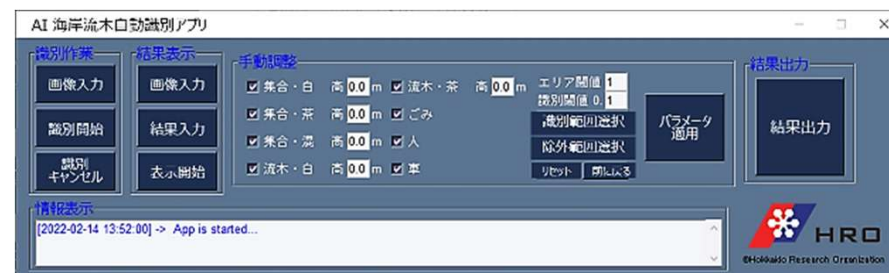 AI 海岸流木自動識別アプリ
識別作業
画像入力
識別開始
識別
キャンセル
結果表示
画像入力
結果入力
表示開始
手動調整
集合・白 高 0.0 m 流木・茶 高 0.0 m
集合・茶 高 0.0 m ごみ
集合・混 高 0.0 m 人
流木・白 高 0.0 m 車
エリア閾値 1
識別閾値 0. 1
識別範囲選択
除外範囲選択
リセット 前に戻る
パラメータ
適用
結果出力
結果出力
情報表示
[2022-02-14 13:52:00] -> App is started...
HRO
©Hokkaido Research Organization